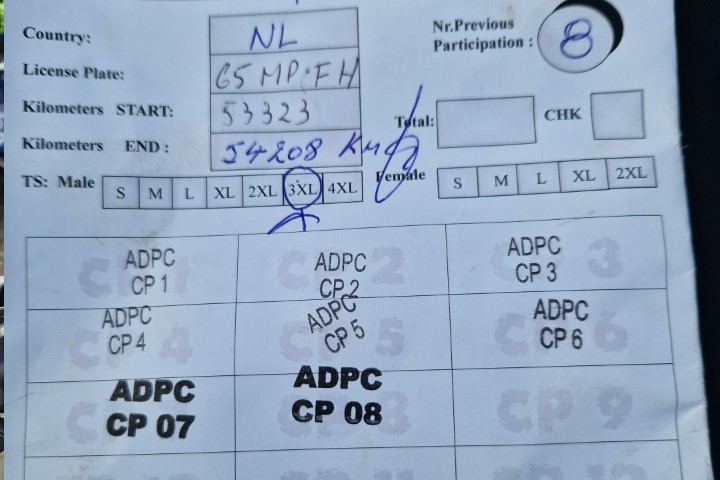 Country: NL
Nr.Previous
Participation : 8
License Plate: 65 MP·FH
Kilometers START: 53323
Total: CHK
Kilometers END : 54208 Km
TS: Male S M L XL 2XL 3XL 4XL Female S M L XL 2XL
ADPC ADPC ADPC
CP 1 CP 2 CP 3
ADPC ADPC ADPC
CP 4 CP 5 CP 6
ADPC ADPC
CP 07 CP 08 CP 9